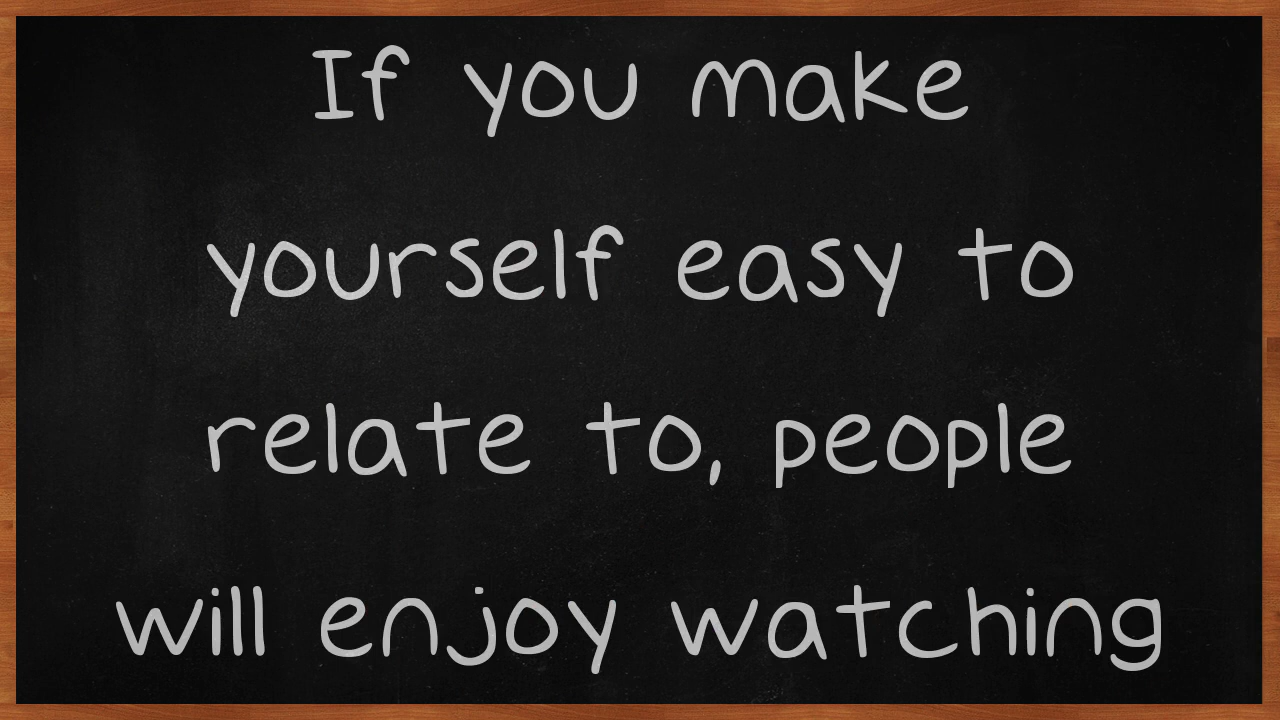 If you make
yourself easy to
relate to, people
will enjoy watching